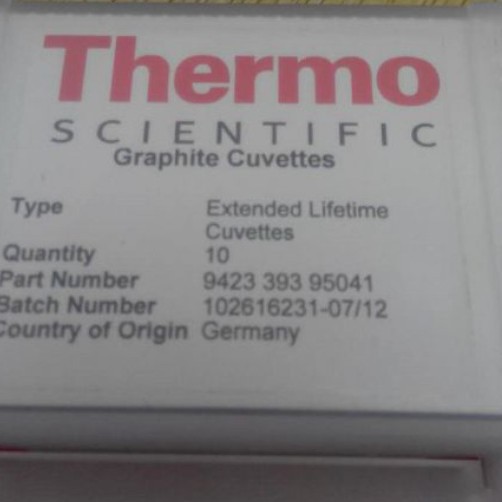 Thermo
SCIENTIFIC
Graphite Cuvettes
Type Extended Lifetime
Cuvettes
Quantity 10
Part Number 9423 393 95041
Batch Number 102616231-07/12
Country of Origin Germany